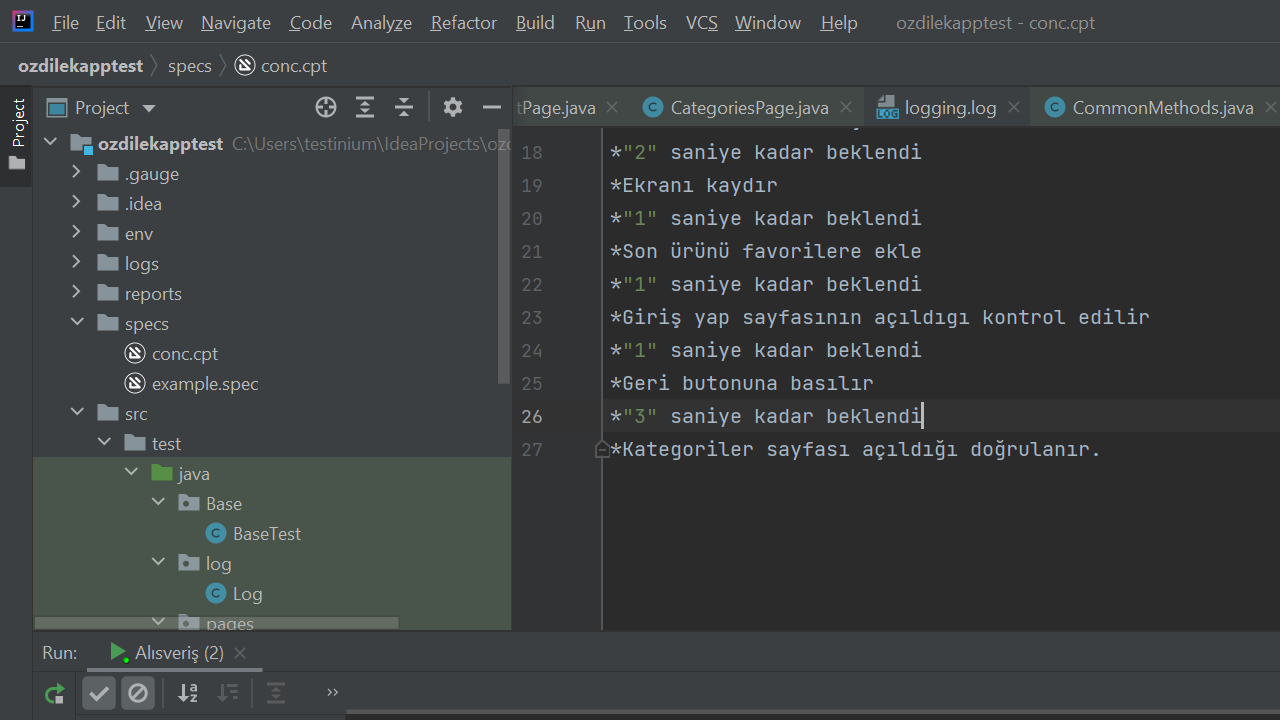 File Edit View Navigate Code Analyze Refactor Build Run Tools VCS Window Help ozdilekapptest - conc.cpt
ozdilekapptest specs conc.cpt
Project
Project
tPage.java CategoriesPage.java logging.log CommonMethods.java
ozdilekapptest C:\Users\testinium\IdeaProjects\ozd
.gauge
.idea
env
logs
reports
specs
conc.cpt
example.spec
src
test
java
Base
BaseTest
log
Log
pages
18 *"2" saniye kadar beklendi
19 *Ekranı kaydır
20 *"1" saniye kadar beklendi
21 *Son ürünü favorilere ekle
22 *"1" saniye kadar beklendi
23 *Giriş yap sayfasının açıldıgı kontrol edilir
24 *"1" saniye kadar beklendi
25 *Geri butonuna basılır
26 *"3" saniye kadar beklendi
27 *Kategoriler sayfası açıldığı doğrulanır.
Run: Alısveriş (2)